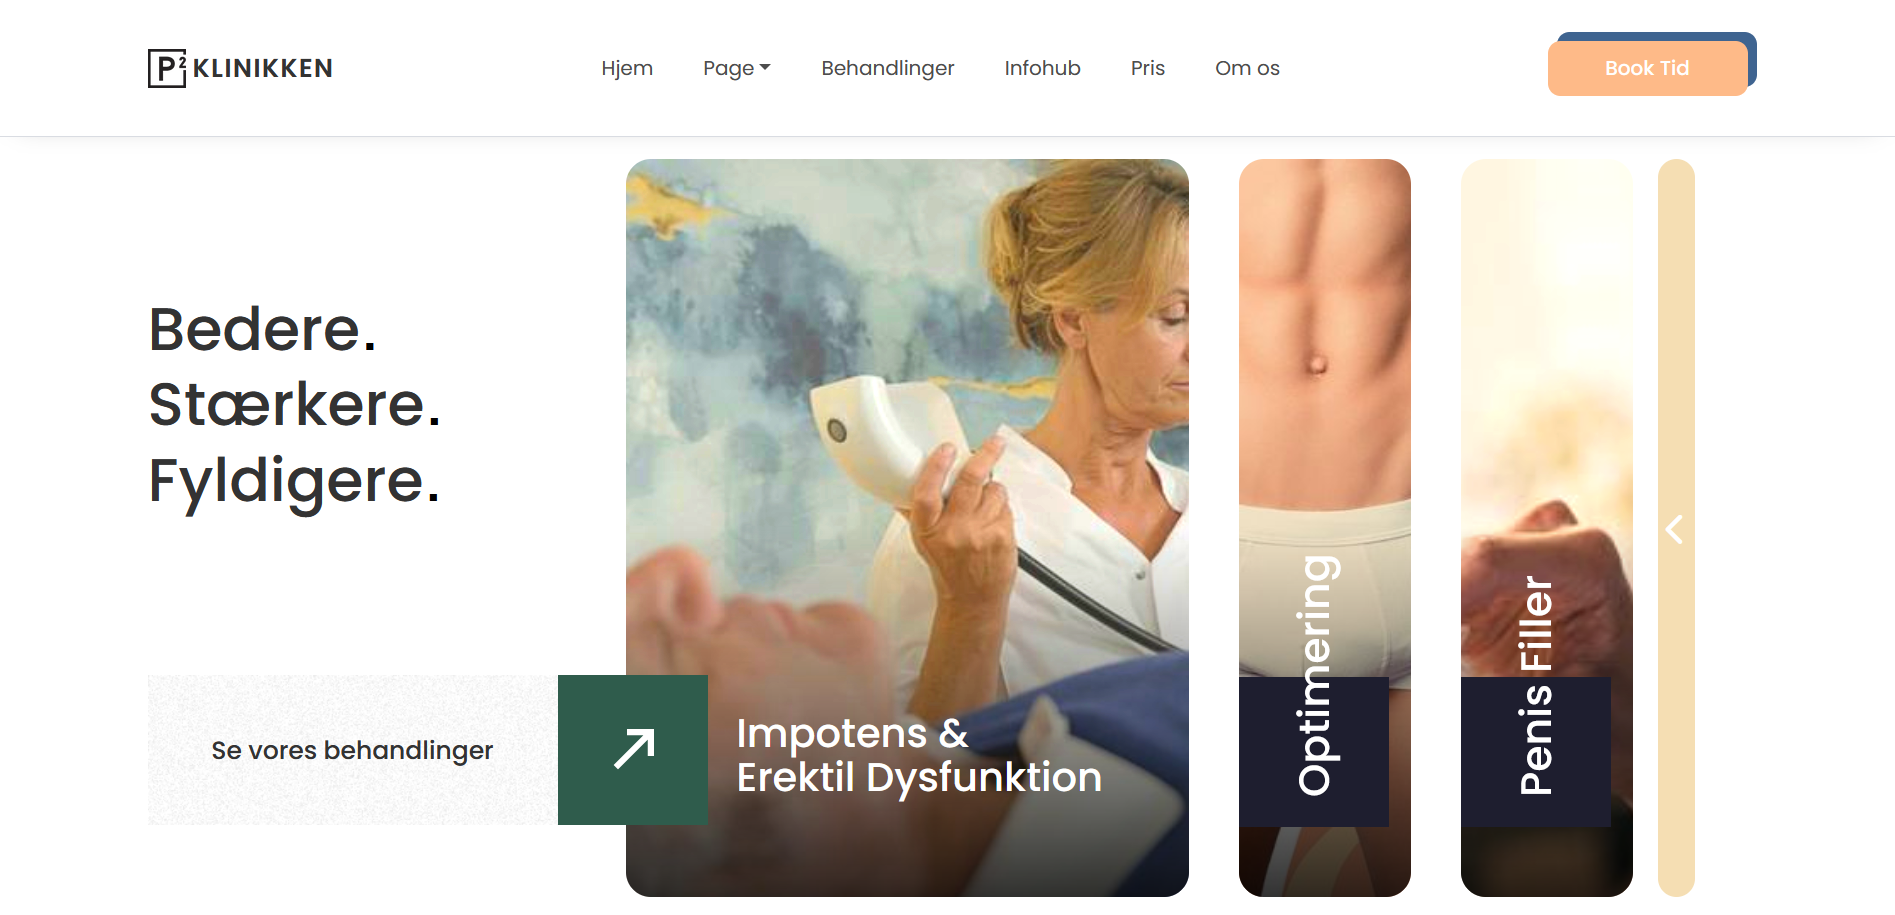 P² KLINIKKEN
Hjem
Page
Behandlinger
Infohub
Pris
Om os
Book Tid
Bedere.
Stærkere.
Fyldigere.
Se vores behandlinger
Impotens &
Erektil Dysfunktion
Optimering
Penis Filler